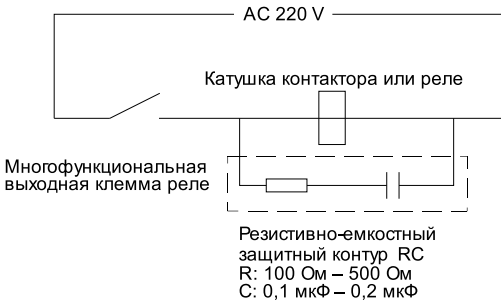 AC 220 V
Катушка контактора или реле
Многофункциональная
выходная клемма реле
Резистивно-емкостный
защитный контур RC
R: 100 Ом – 500 Ом
C: 0,1 мкФ – 0,2 мкФ